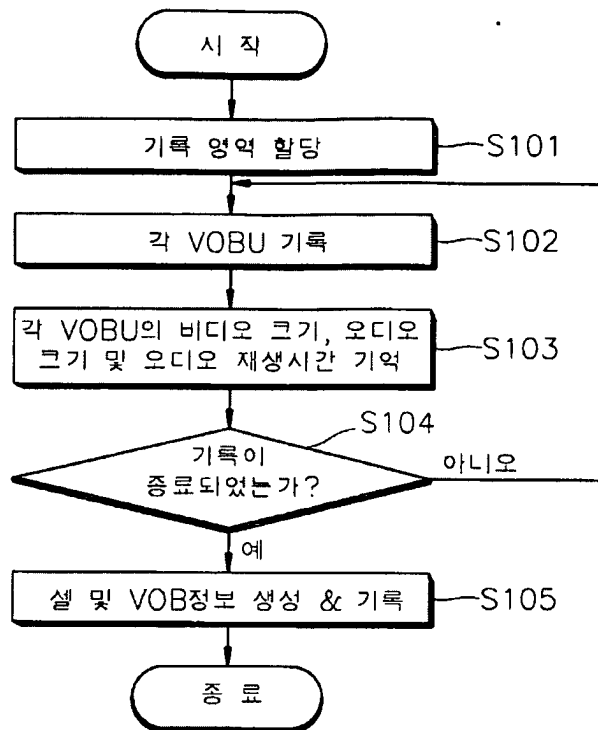 시 작
기록 영역 할당
S101
각 VOBU 기록
S102
각 VOBU의 비디오 크기, 오디오
크기 및 오디오 재생시간 기억
S103
S104
기록이
종료되었는가?
아니오
예
셀 및 VOB정보 생성 & 기록
S105
종 료